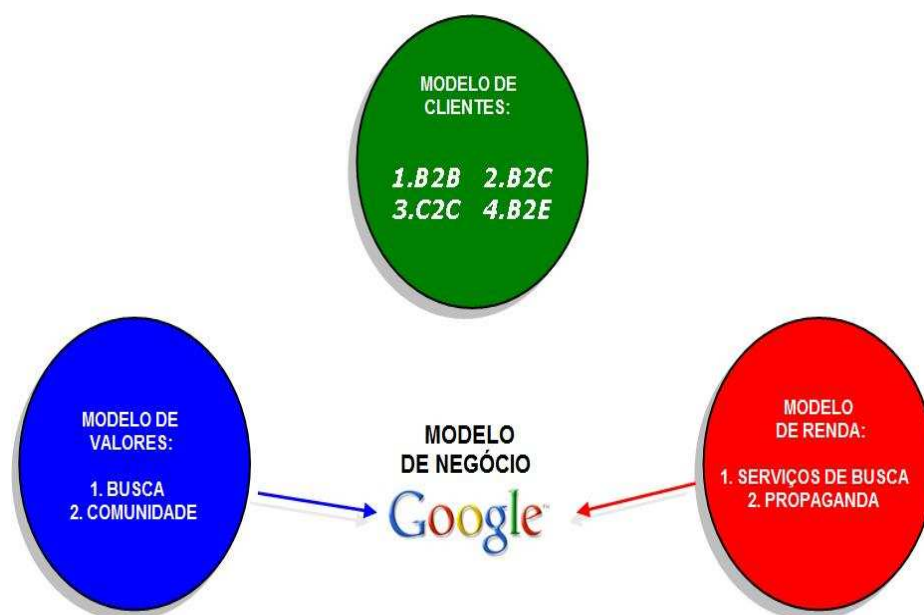 MODELO DE
CLIENTES:
1.B2B 2.B2C
3.C2C 4.B2E
MODELO DE
VALORES:
1. BUSCA
2. COMUNIDADE
MODELO
DE NEGÓCIO
Google™
MODELO
DE RENDA:
1. SERVIÇOS DE BUSCA
2. PROPAGANDA